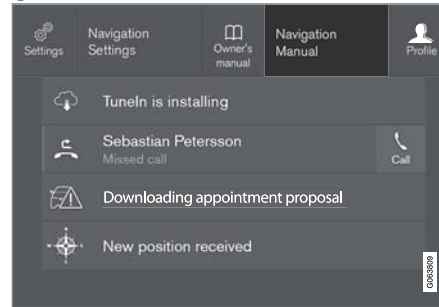 Settings
Navigation
Settings
Owner's
manual
Navigation
Manual
Profile
TuneIn is installing
Sebastian Petersson
Missed call
Call
Downloading appointment proposal
New position received
G063809